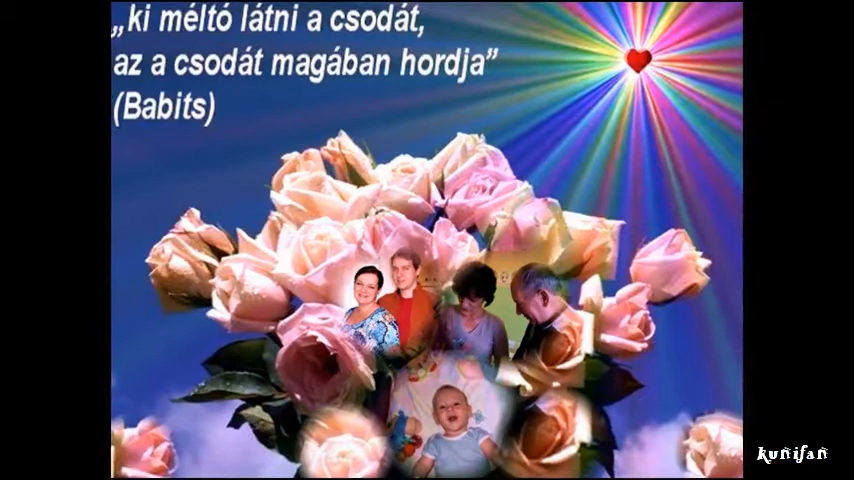 „ki méltó látni a csodát,
az a csodát magában hordja”
(Babits)
kuñifañ